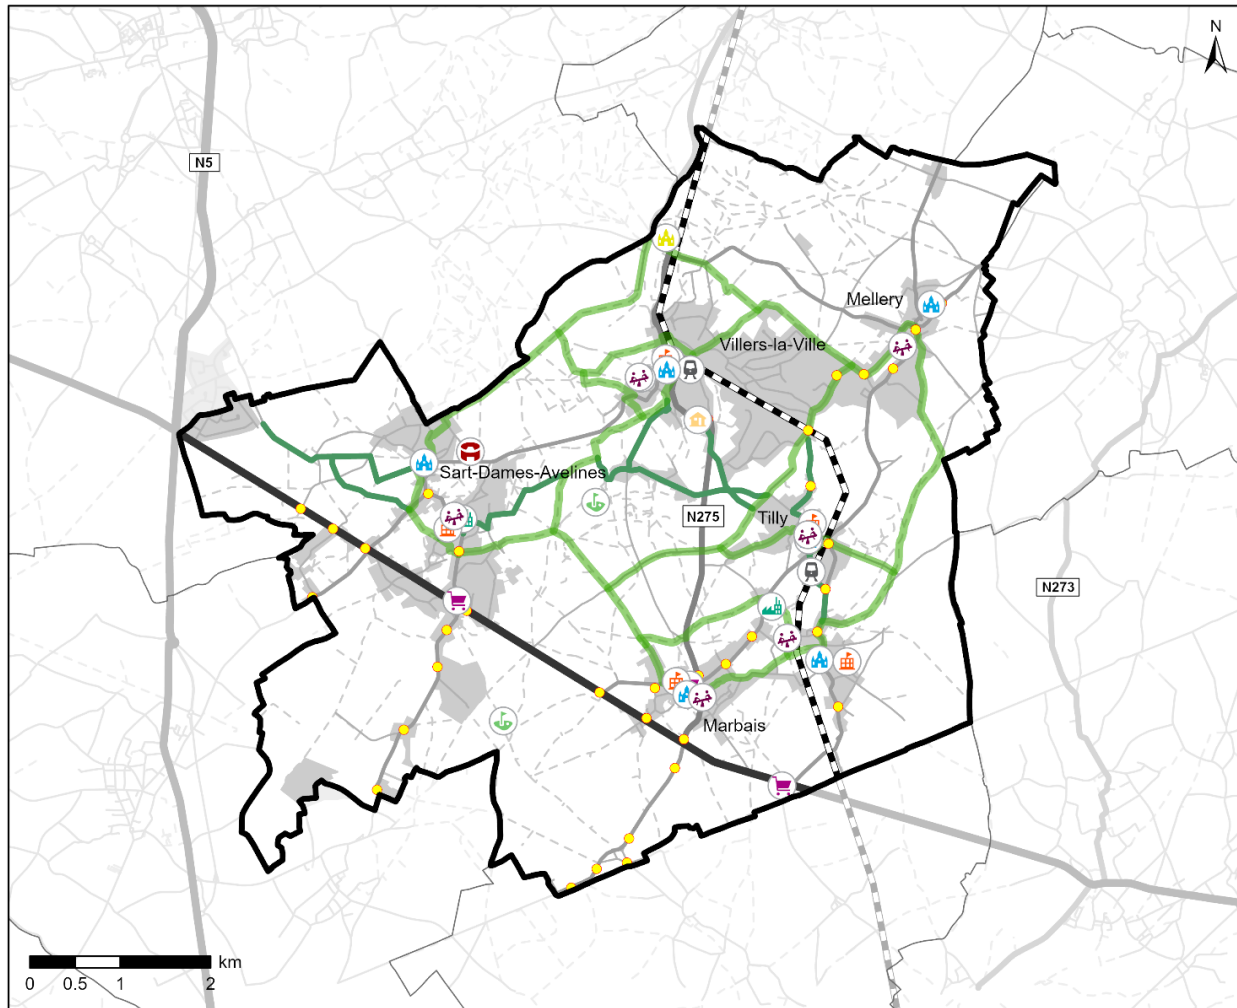 N
N5
Mellery
Villers-la-Ville
Sart-Dames-Avelines
N275
Tilly
N273
Marbais
km
0 0.5 1 2